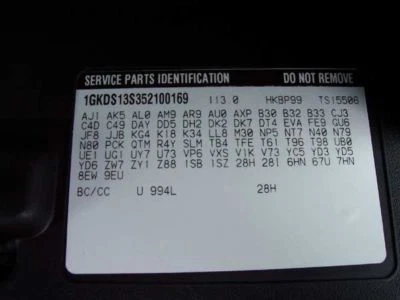 SERVICE PARTS IDENTIFICATION DO NOT REMOVE
1GKDS13S352100169 113 0 HKBP99 TS15506
AJ1 AK5 AL0 AM9 AR9 AU0 AXP B30 B32 B33 CJ3
C4D C49 DAY DD5 DH2 DK2 DK7 DT4 EVA FE9 GU6
JF8 JJB KG4 K18 K34 LL8 M30 NP5 NT7 N40 N79
N80 PCK QTM R4Y SLM TB4 TFE T61 T96 T98 UB0
UE1 UG1 UY7 U73 VP6 VXS V1K V73 YC5 YD3 YD5
YD6 ZW7 ZY1 Z88 1SB 1SZ 28H 28I 6HN 67U 7HN
8EW 9EU
BC/CC U 994L 28H